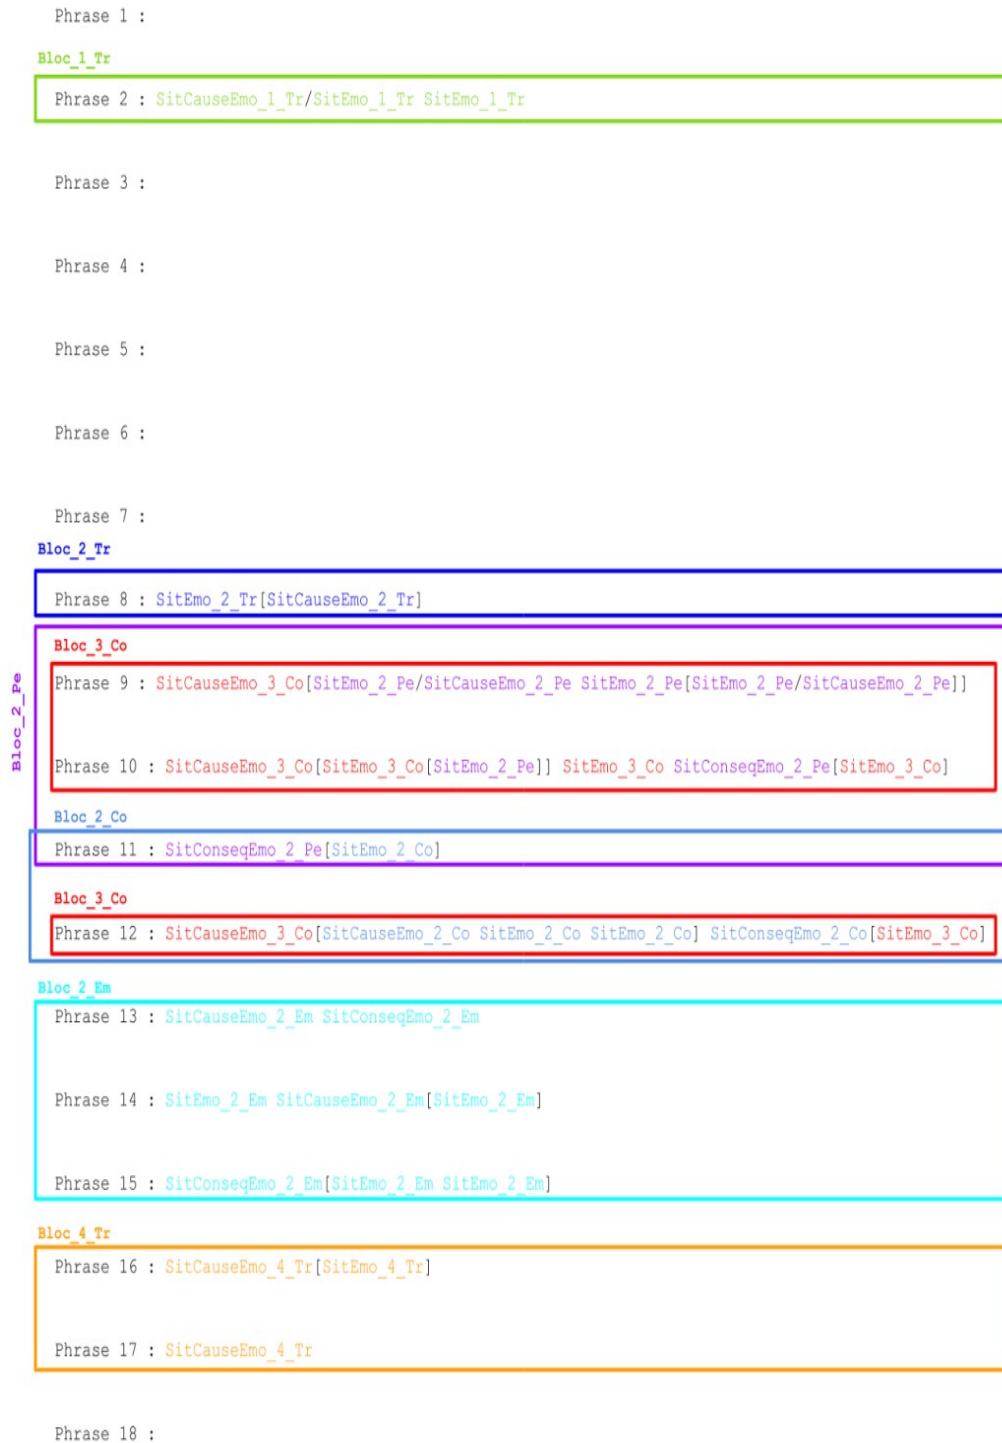 Phrase 1 :
Bloc_1_Tr
Phrase 2 : SitCauseEmo_1_Tr/SitEmo_1_Tr SitEmo_1_Tr
Phrase 3 :
Phrase 4 :
Phrase 5 :
Phrase 6 :
Phrase 7 :
Bloc_2_Tr
Phrase 8 : SitEmo_2_Tr[SitCauseEmo_2_Tr]
Bloc_2_Pe
Bloc_3_Co
Phrase 9 : SitCauseEmo_3_Co[SitEmo_2_Pe/SitCauseEmo_2_Pe SitEmo_2_Pe[SitEmo_2_Pe/SitCauseEmo_2_Pe]]
Phrase 10 : SitCauseEmo_3_Co[SitEmo_3_Co[SitEmo_2_Pe]] SitEmo_3_Co SitConseqEmo_2_Pe[SitEmo_3_Co]
Bloc_2_Co
Phrase 11 : SitConseqEmo_2_Pe[SitEmo_2_Co]
Bloc_3_Co
Phrase 12 : SitCauseEmo_3_Co[SitCauseEmo_2_Co SitEmo_2_Co SitEmo_2_Co] SitConseqEmo_2_Co[SitEmo_3_Co]
Bloc_2_Em
Phrase 13 : SitCauseEmo_2_Em SitConseqEmo_2_Em
Phrase 14 : SitEmo_2_Em SitCauseEmo_2_Em[SitEmo_2_Em]
Phrase 15 : SitConseqEmo_2_Em[SitEmo_2_Em SitEmo_2_Em]
Bloc_4_Tr
Phrase 16 : SitCauseEmo_4_Tr[SitEmo_4_Tr]
Phrase 17 : SitCauseEmo_4_Tr
Phrase 18 :